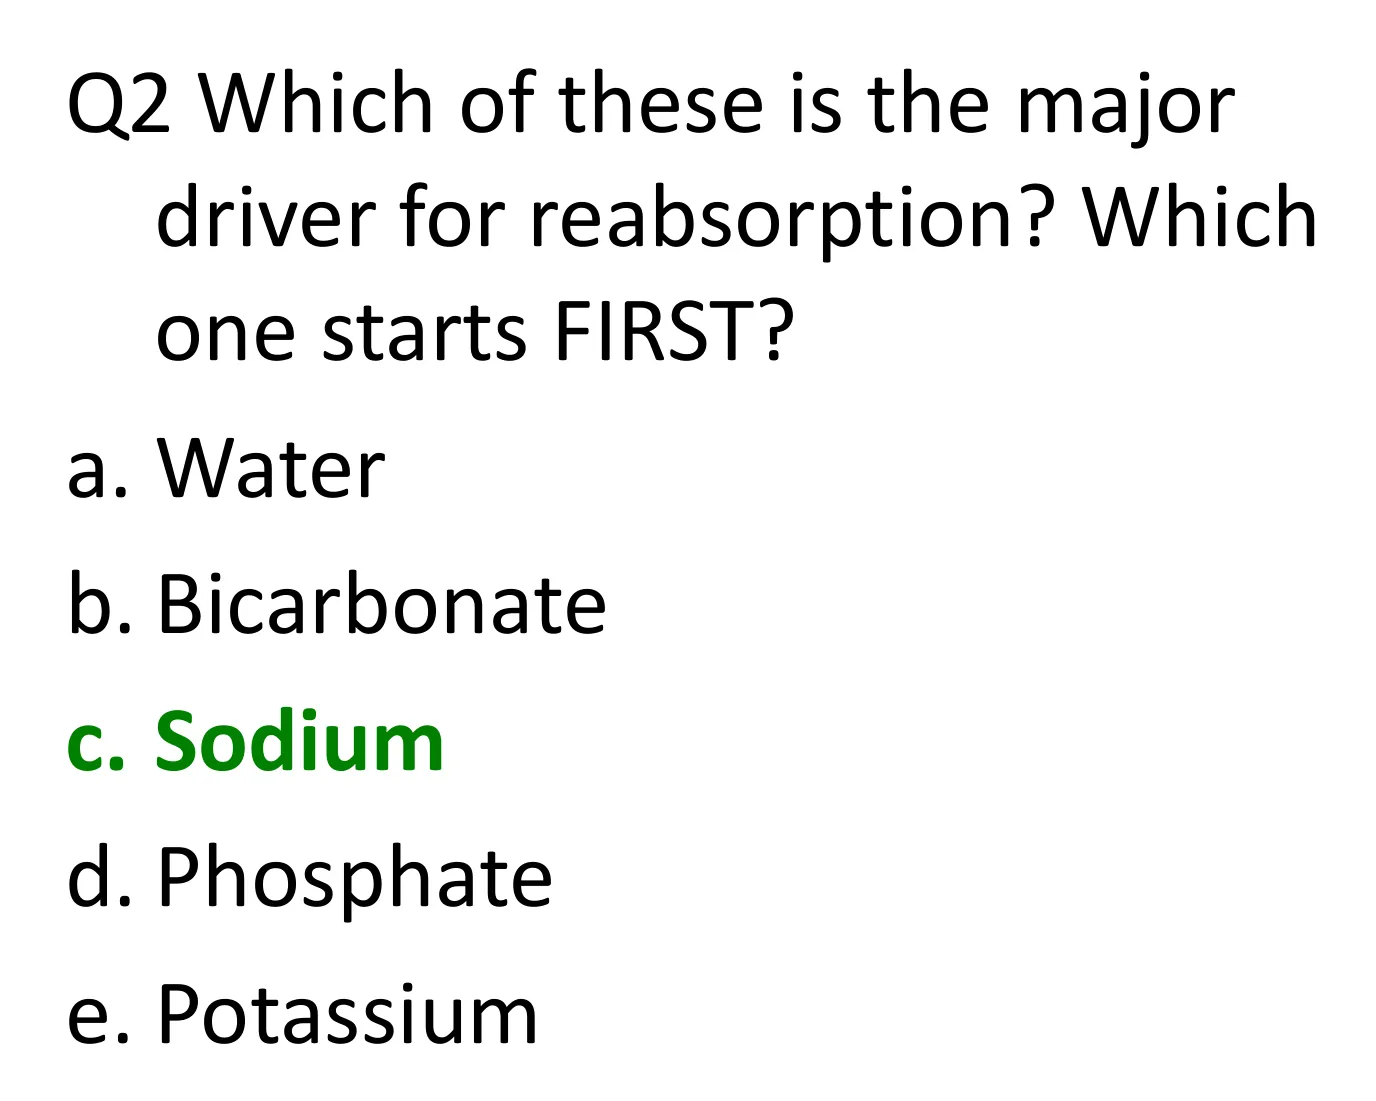 Q2 Which of these is the major
driver for reabsorption? Which
one starts FIRST?
a. Water
b. Bicarbonate
c. Sodium
d. Phosphate
e. Potassium